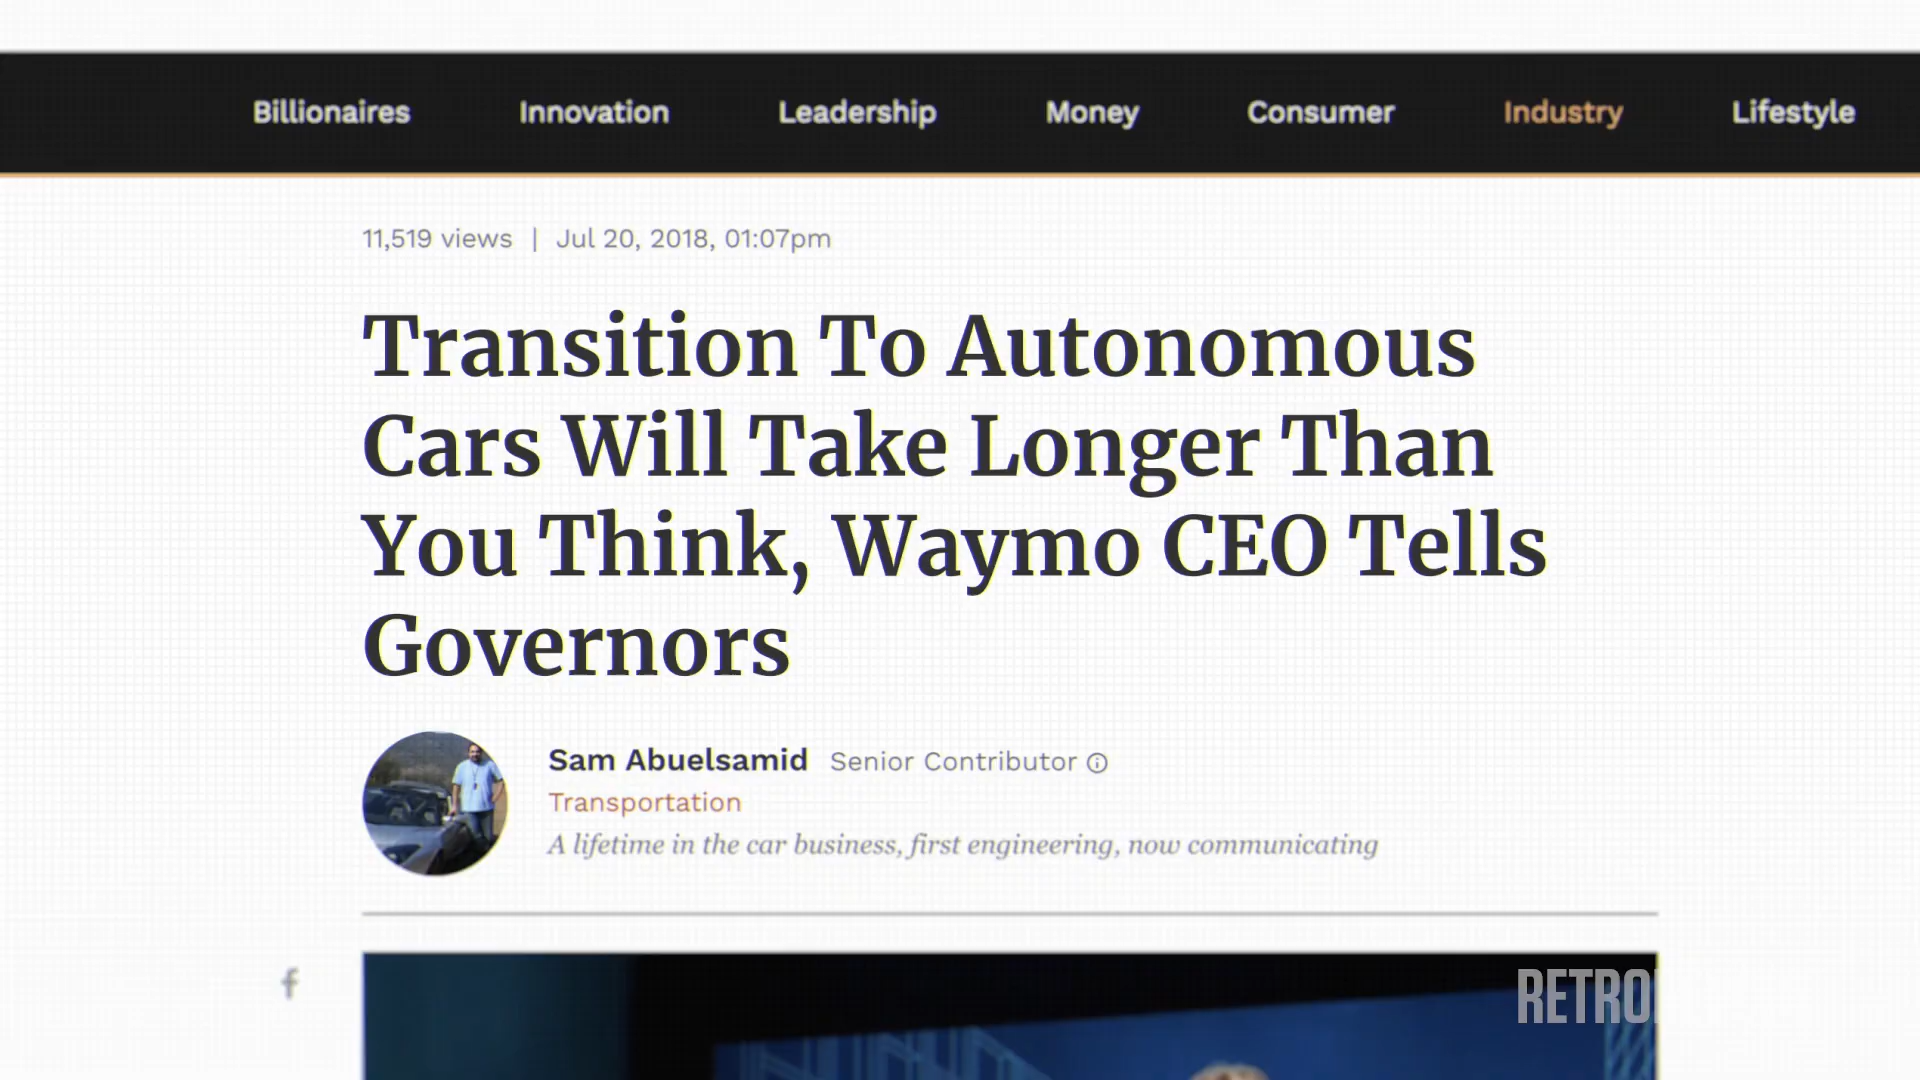 Billionaires Innovation Leadership Money Consumer Industry Lifestyle
11,519 views | Jul 20, 2018, 01:07pm
Transition To Autonomous
Cars Will Take Longer Than
You Think, Waymo CEO Tells
Governors
Sam Abuelsamid Senior Contributor
Transportation
A lifetime in the car business, first engineering, now communicating
f
RETRO